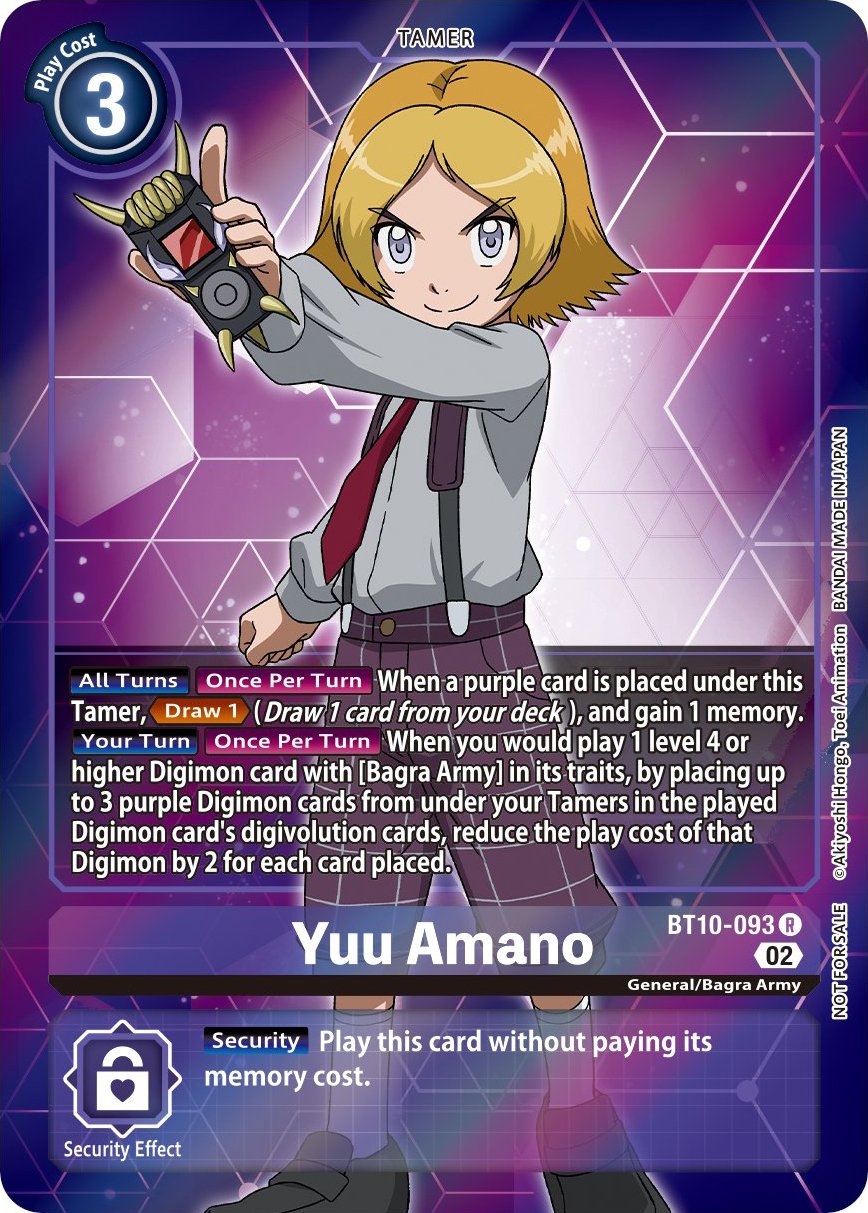 TAMER
Play Cost
3
All Turns Once Per Turn When a purple card is placed under this
Tamer, Draw 1 (Draw 1 card from your deck), and gain 1 memory.
Your Turn Once Per Turn When you would play 1 level 4 or
higher Digimon card with [Bagra Army] in its traits, by placing up
to 3 purple Digimon cards from under your Tamers in the played
Digimon card's digivolution cards, reduce the play cost of that
Digimon by 2 for each card placed.
©Akiyoshi Hongo, Toei Animation BANDAI MADE IN JAPAN
NOT FOR SALE
Yuu Amano
BT10-093 R
02
General/Bagra Army
Security Play this card without paying its
memory cost.
Security Effect